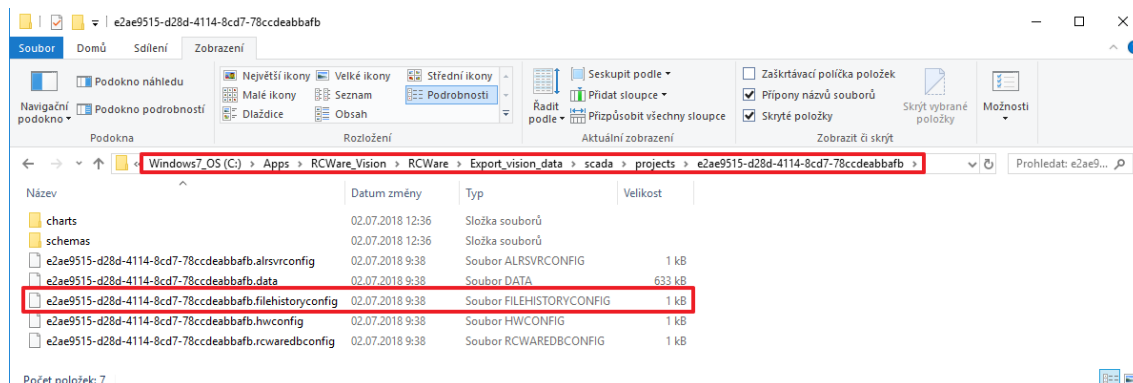 e2ae9515-d28d-4114-8cd7-78ccdeabbafb
Soubor Domů Sdílení Zobrazení
Navigační podokno
Podokno náhledu
Podokno podrobností
Podokna
Největší ikony Velké ikony Střední ikony
Malé ikony Seznam Podrobnosti
Dlaždice Obsah
Rozložení
Řadit podle
Seskupit podle
Přidat sloupce
Přizpůsobit všechny sloupce
Aktuální zobrazení
Zaškrtávací políčka položek
Přípony názvů souborů
Skryté položky
Skrýt vybrané položky
Zobrazit či skrýt
Možnosti
« Windows7_OS (C:) › Apps › RCWare_Vision › RCWare › Export_vision_data › scada › projects › e2ae9515-d28d-4114-8cd7-78ccdeabbafb ›
Prohledat: e2ae9...
Název Datum změny Typ Velikost
charts 02.07.2018 12:36 Složka souborů
schemas 02.07.2018 12:36 Složka souborů
e2ae9515-d28d-4114-8cd7-78ccdeabbafb.alrsvrconfig 02.07.2018 9:38 Soubor ALRSVRCONFIG 1 kB
e2ae9515-d28d-4114-8cd7-78ccdeabbafb.data 02.07.2018 9:38 Soubor DATA 633 kB
e2ae9515-d28d-4114-8cd7-78ccdeabbafb.filehistoryconfig 02.07.2018 9:38 Soubor FILEHISTORYCONFIG 1 kB
e2ae9515-d28d-4114-8cd7-78ccdeabbafb.hwconfig 02.07.2018 9:38 Soubor HWCONFIG 1 kB
e2ae9515-d28d-4114-8cd7-78ccdeabbafb.rcwaredbconfig 02.07.2018 9:38 Soubor RCWAREDBCONFIG 1 kB
Počet položek: 7